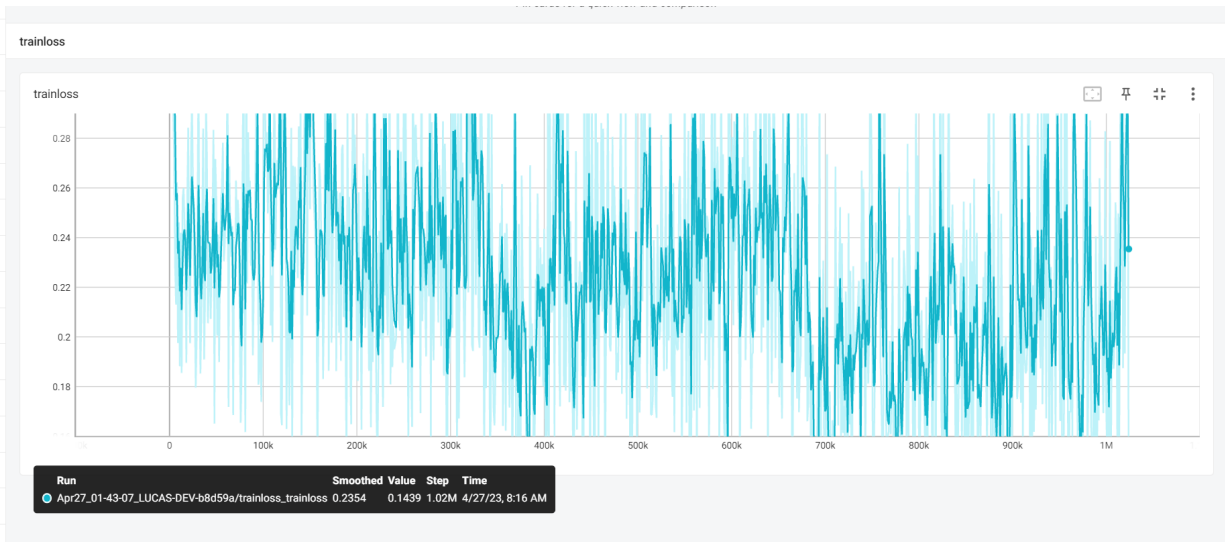 trainloss
trainloss
0.28
0.26
0.24
0.22
0.2
0.18
0 100k 200k 300k 400k 500k 600k 700k 800k 900k 1M
Run Smoothed Value Step Time
Apr27_01-43-07_LUCAS-DEV-b8d59a/trainloss_trainloss 0.2354 0.1439 1.02M 4/27/23, 8:16 AM